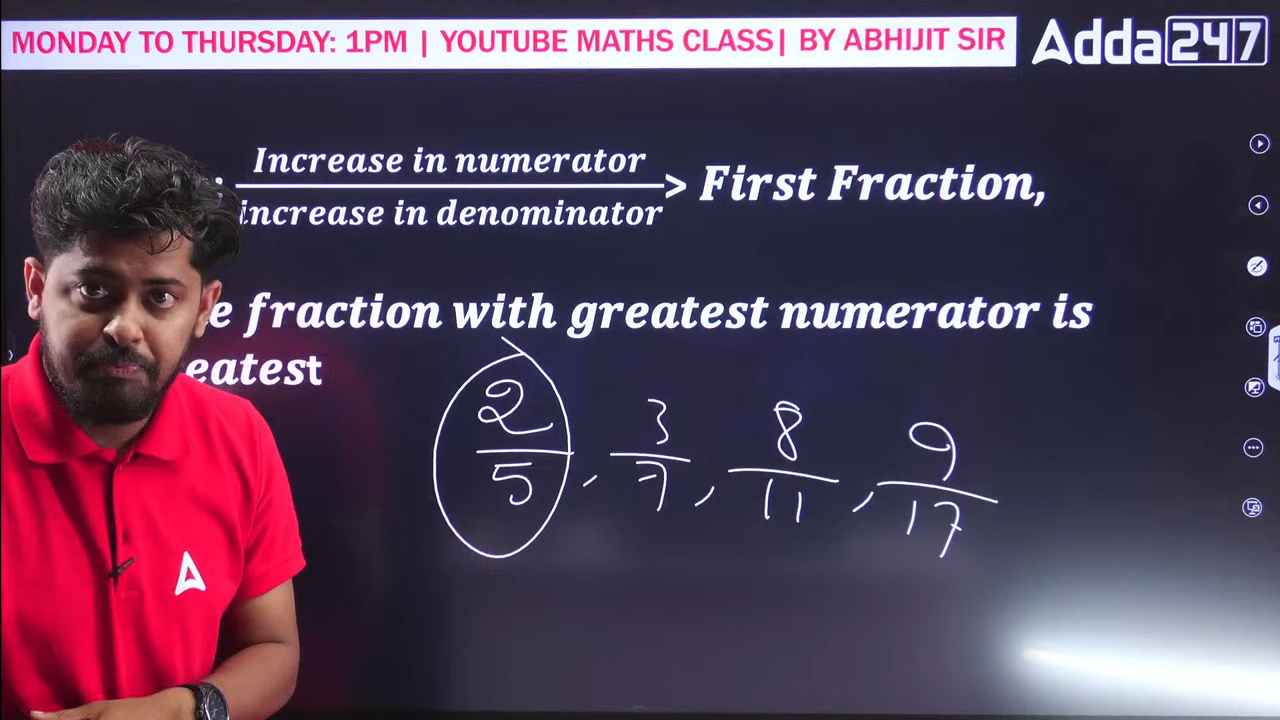 MONDAY TO THURSDAY: 1PM | YOUTUBE MATHS CLASS| BY ABHIJIT SIR
Adda247
Increase in numerator
increase in denominator
> First Fraction,
fraction with greatest numerator is
2/5, 3/7, 8/11, 9/17